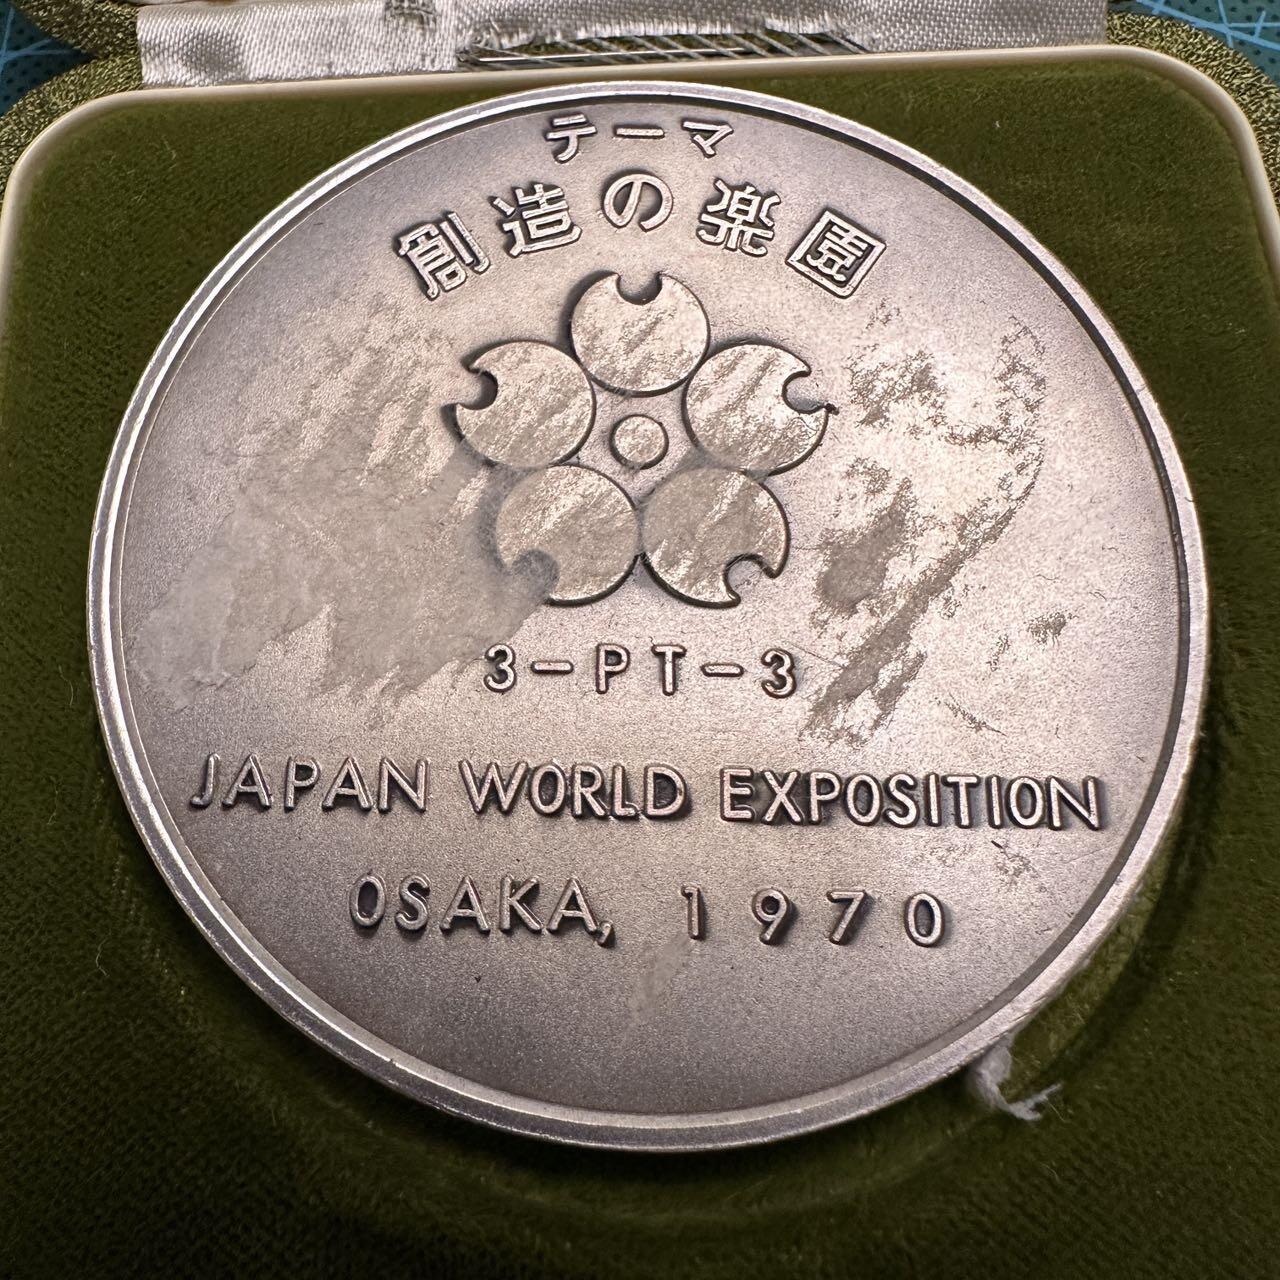 テーマ
創造の楽園
3-PT-3
JAPAN WORLD EXPOSITION
OSAKA, 1970